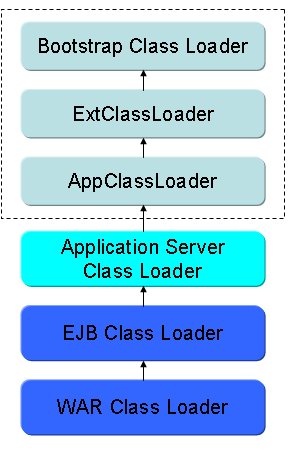 Bootstrap Class Loader
ExtClassLoader
AppClassLoader
Application Server
Class Loader
EJB Class Loader
WAR Class Loader